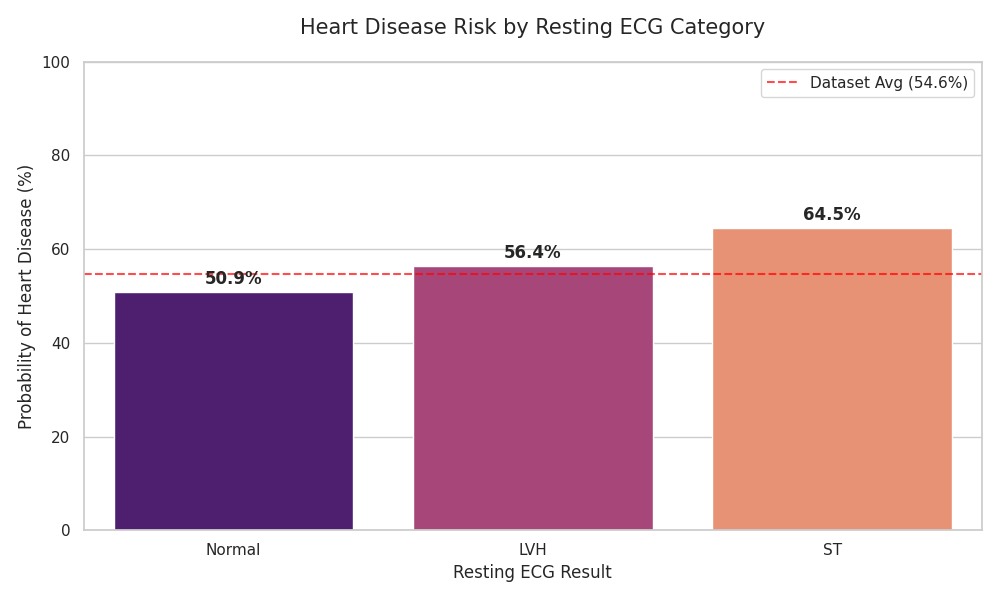 Heart Disease Risk by Resting ECG Category
Dataset Avg (54.6%)
Probability of Heart Disease (%)
100
80
60
40
20
0
50.9%
56.4%
64.5%
Normal
LVH
ST
Resting ECG Result